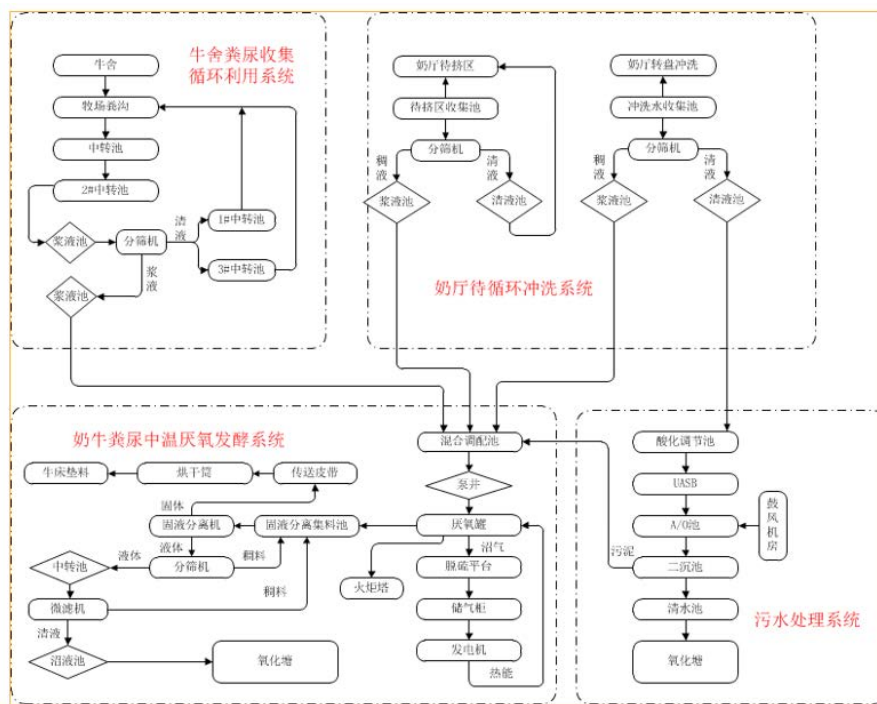 牛舍粪尿收集
循环利用系统
牛舍
牧场粪沟
中转池
2#中转池
浆液池
分筛机
清液
1#中转池
3#中转池
浆液
浆液池
奶厅待挤区
待挤区收集池
分筛机
稠液
清液
浆液池
清液池
奶厅转盘冲洗
冲洗水收集池
分筛机
稠液
清液
浆液池
清液池
奶厅待循环冲洗系统
奶牛粪尿中温厌氧发酵系统
混合调配池
泵井
牛床垫料
烘干筒
传送皮带
固体
固液分离机
固液分离集料池
厌氧罐
液体
沼气
中转池
液体
分筛机
稠料
火炬塔
脱硫平台
微滤机
稠料
储气柜
清液
沼液池
氧化塘
发电机
热能
酸化调节池
UASB
A/O池
鼓风机房
污泥
二沉池
清水池
污水处理系统
氧化塘